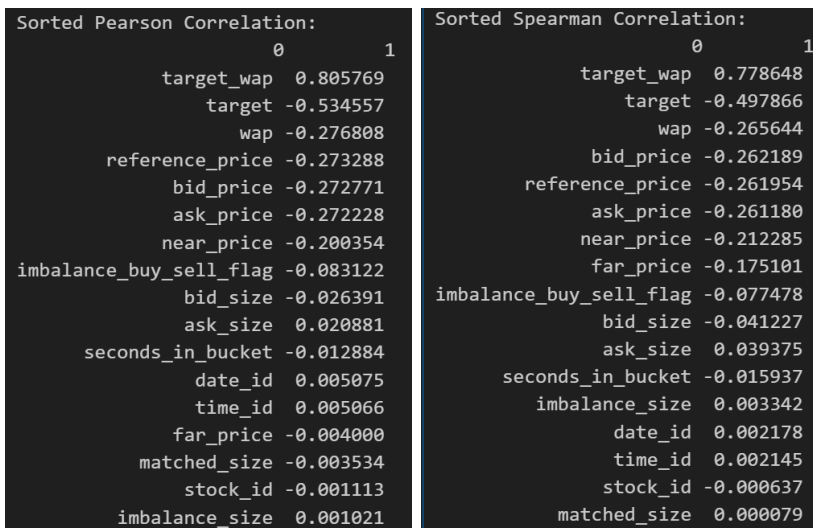 Sorted Pearson Correlation:
0 1
target_wap 0.805769
target -0.534557
wap -0.276808
reference_price -0.273288
bid_price -0.272771
ask_price -0.272228
near_price -0.200354
imbalance_buy_sell_flag -0.083122
bid_size -0.026391
ask_size 0.020881
seconds_in_bucket -0.012884
date_id 0.005075
time_id 0.005066
far_price -0.004000
matched_size -0.003534
stock_id -0.001113
imbalance_size 0.001021
Sorted Spearman Correlation:
0 1
target_wap 0.778648
target -0.497866
wap -0.265644
bid_price -0.262189
reference_price -0.261954
ask_price -0.261180
near_price -0.212285
far_price -0.175101
imbalance_buy_sell_flag -0.077478
bid_size -0.041227
ask_size 0.039375
seconds_in_bucket -0.015937
imbalance_size 0.003342
date_id 0.002178
time_id 0.002145
stock_id -0.000637
matched_size 0.000079